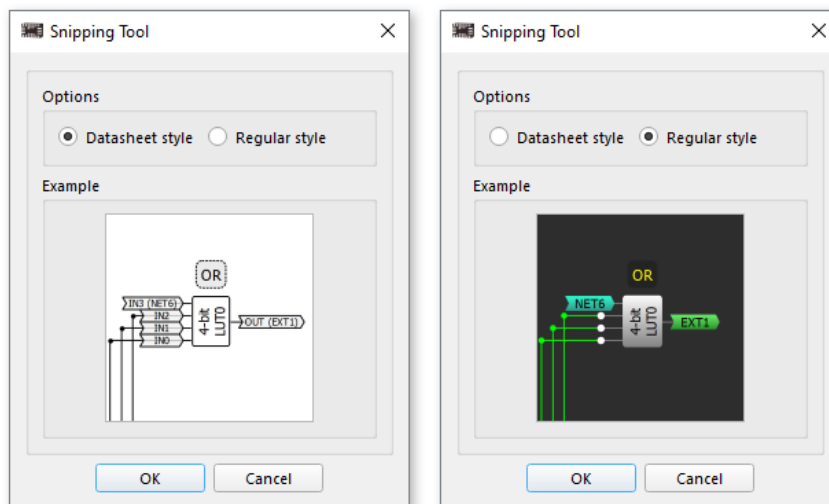 Snipping Tool
Options
Datasheet style
Regular style
Example
OR
IN3 (NET6)
IN2
IN1
IN0
4-bit
LUT0
OUT (EXT1)
OK
Cancel
Snipping Tool
Options
Datasheet style
Regular style
Example
OR
NET6
4-bit
LUT0
EXT1
OK
Cancel